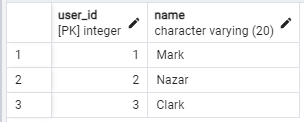 user_id name
[PK] integer character varying (20)
1 1 Mark
2 2 Nazar
3 3 Clark